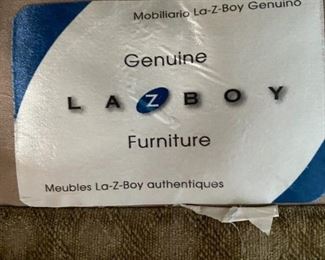 Mobiliario La-Z-Boy Genuino
Genuine
LAZBOY
Furniture
Meubles La-Z-Boy authentiques